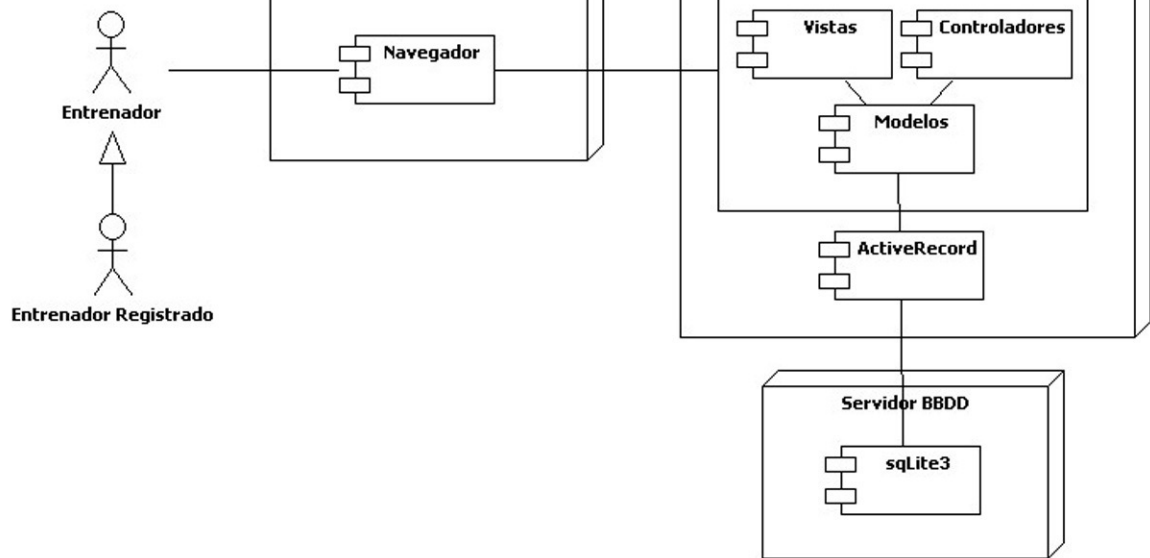 Vistas
Controladores
Navegador
Entrenador
Modelos
ActiveRecord
Entrenador Registrado
Servidor BBDD
sqLite3